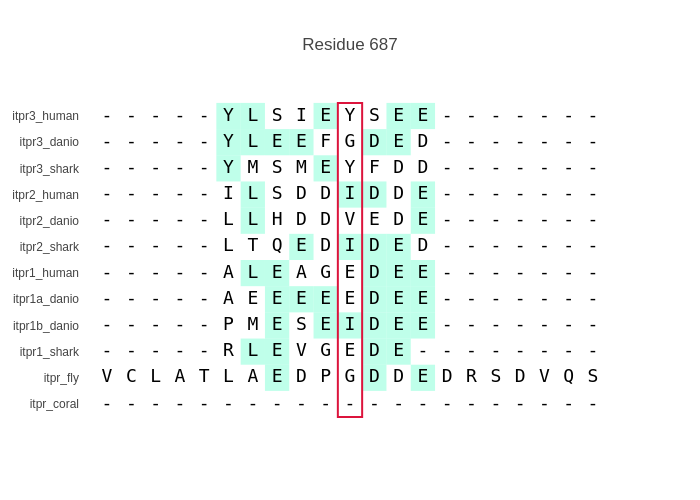 Residue 687
itpr3_human - - - - - Y L S I E Y S E E - - - - - - -
itpr3_danio - - - - - Y L E E F G D E D - - - - - - -
itpr3_shark - - - - - Y M S M E Y F D D - - - - - - -
itpr2_human - - - - - I L S D D I D D E - - - - - - -
itpr2_danio - - - - - L L H D D V E D E - - - - - - -
itpr2_shark - - - - - L T Q E D I D E D - - - - - - -
itpr1_human - - - - - A L E A G E D E E - - - - - - -
itpr1a_danio - - - - - A E E E E E D E E - - - - - - -
itpr1b_danio - - - - - P M E S E I D E E - - - - - - -
itpr1_shark - - - - - R L E V G E D E - - - - - - - -
itpr_fly V C L A T L A E D P G D D E D R S D V Q S
itpr_coral - - - - - - - - - - - - - - - - - - - - -